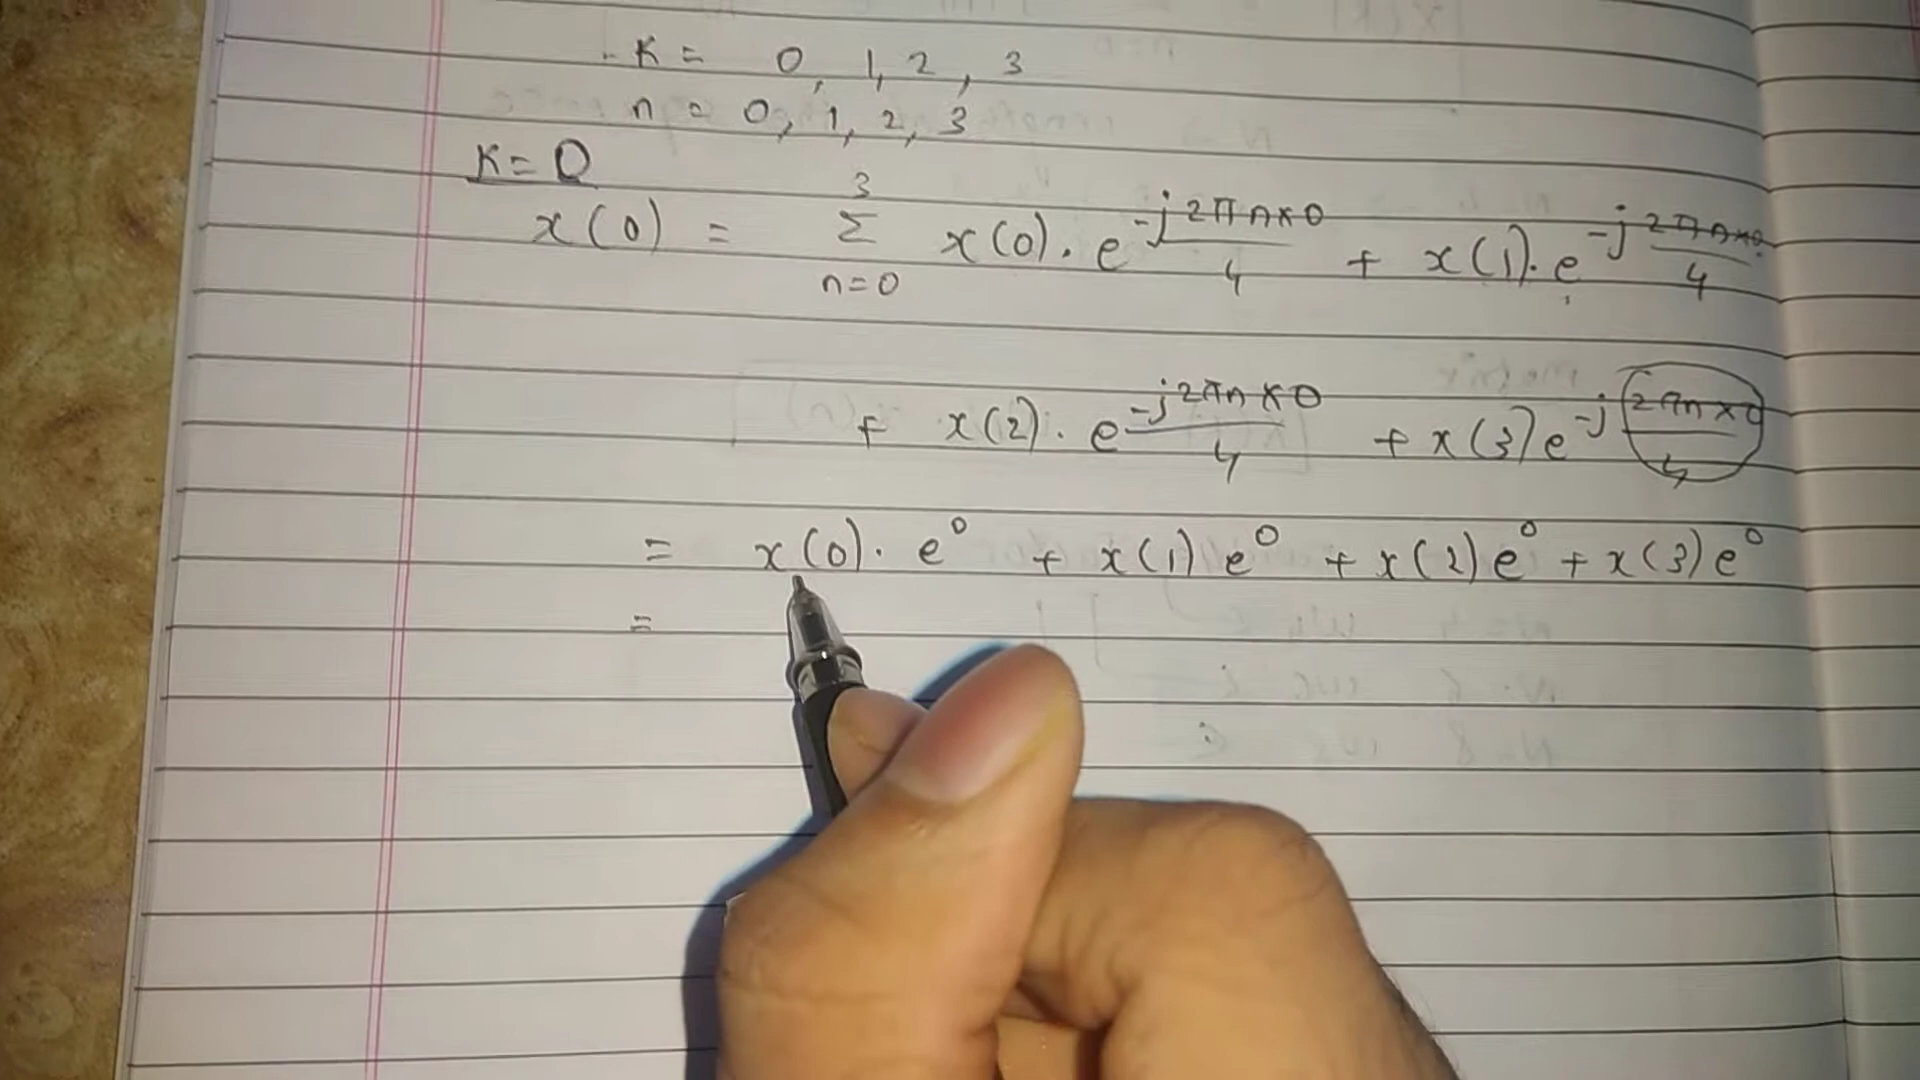 K = 0, 1, 2, 3
n = 0, 1, 2, 3
K = 0
x(0) = 3 Σ n=0 x(0). e^-j 2πn×0/4 + x(1). e^-j 2πn×0/4
+ x(2). e^-j 2πn×0/4 + x(3) e^-j 2πn×0/4
= x(0). e^0 + x(1) e^0 + x(2) e^0 + x(3) e^0
=